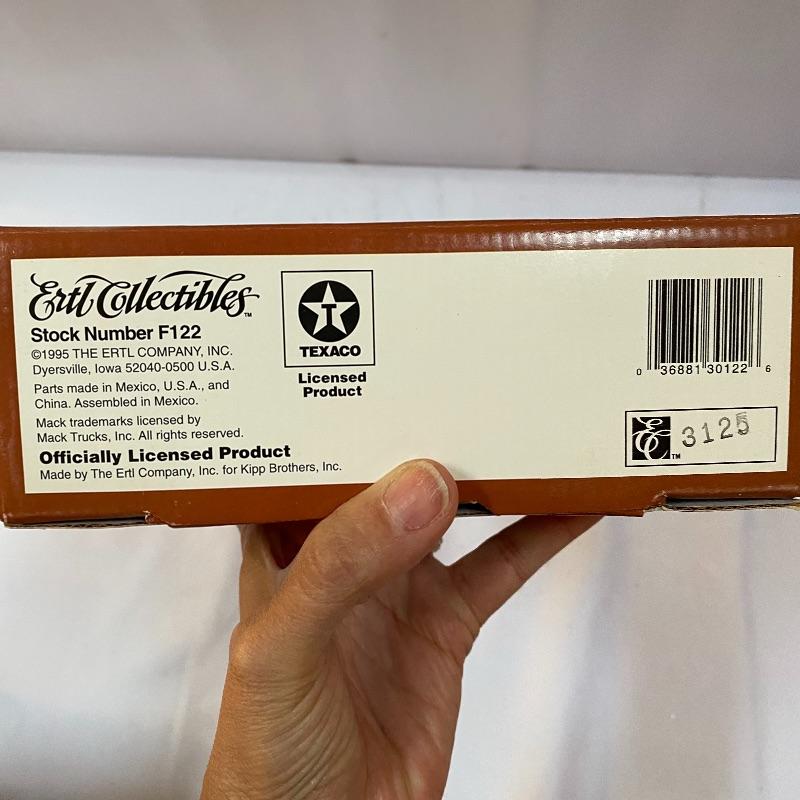 Ertl Collectibles™
Stock Number F122
©1995 THE ERTL COMPANY, INC.
Dyersville, Iowa 52040-0500 U.S.A.
Parts made in Mexico, U.S.A., and
China. Assembled in Mexico.
Mack trademarks licensed by
Mack Trucks, Inc. All rights reserved.
Officially Licensed Product
Made by The Ertl Company, Inc. for Kipp Brothers, Inc.
T
TEXACO
Licensed
Product
0 36881 30122 6
EC™ 3125